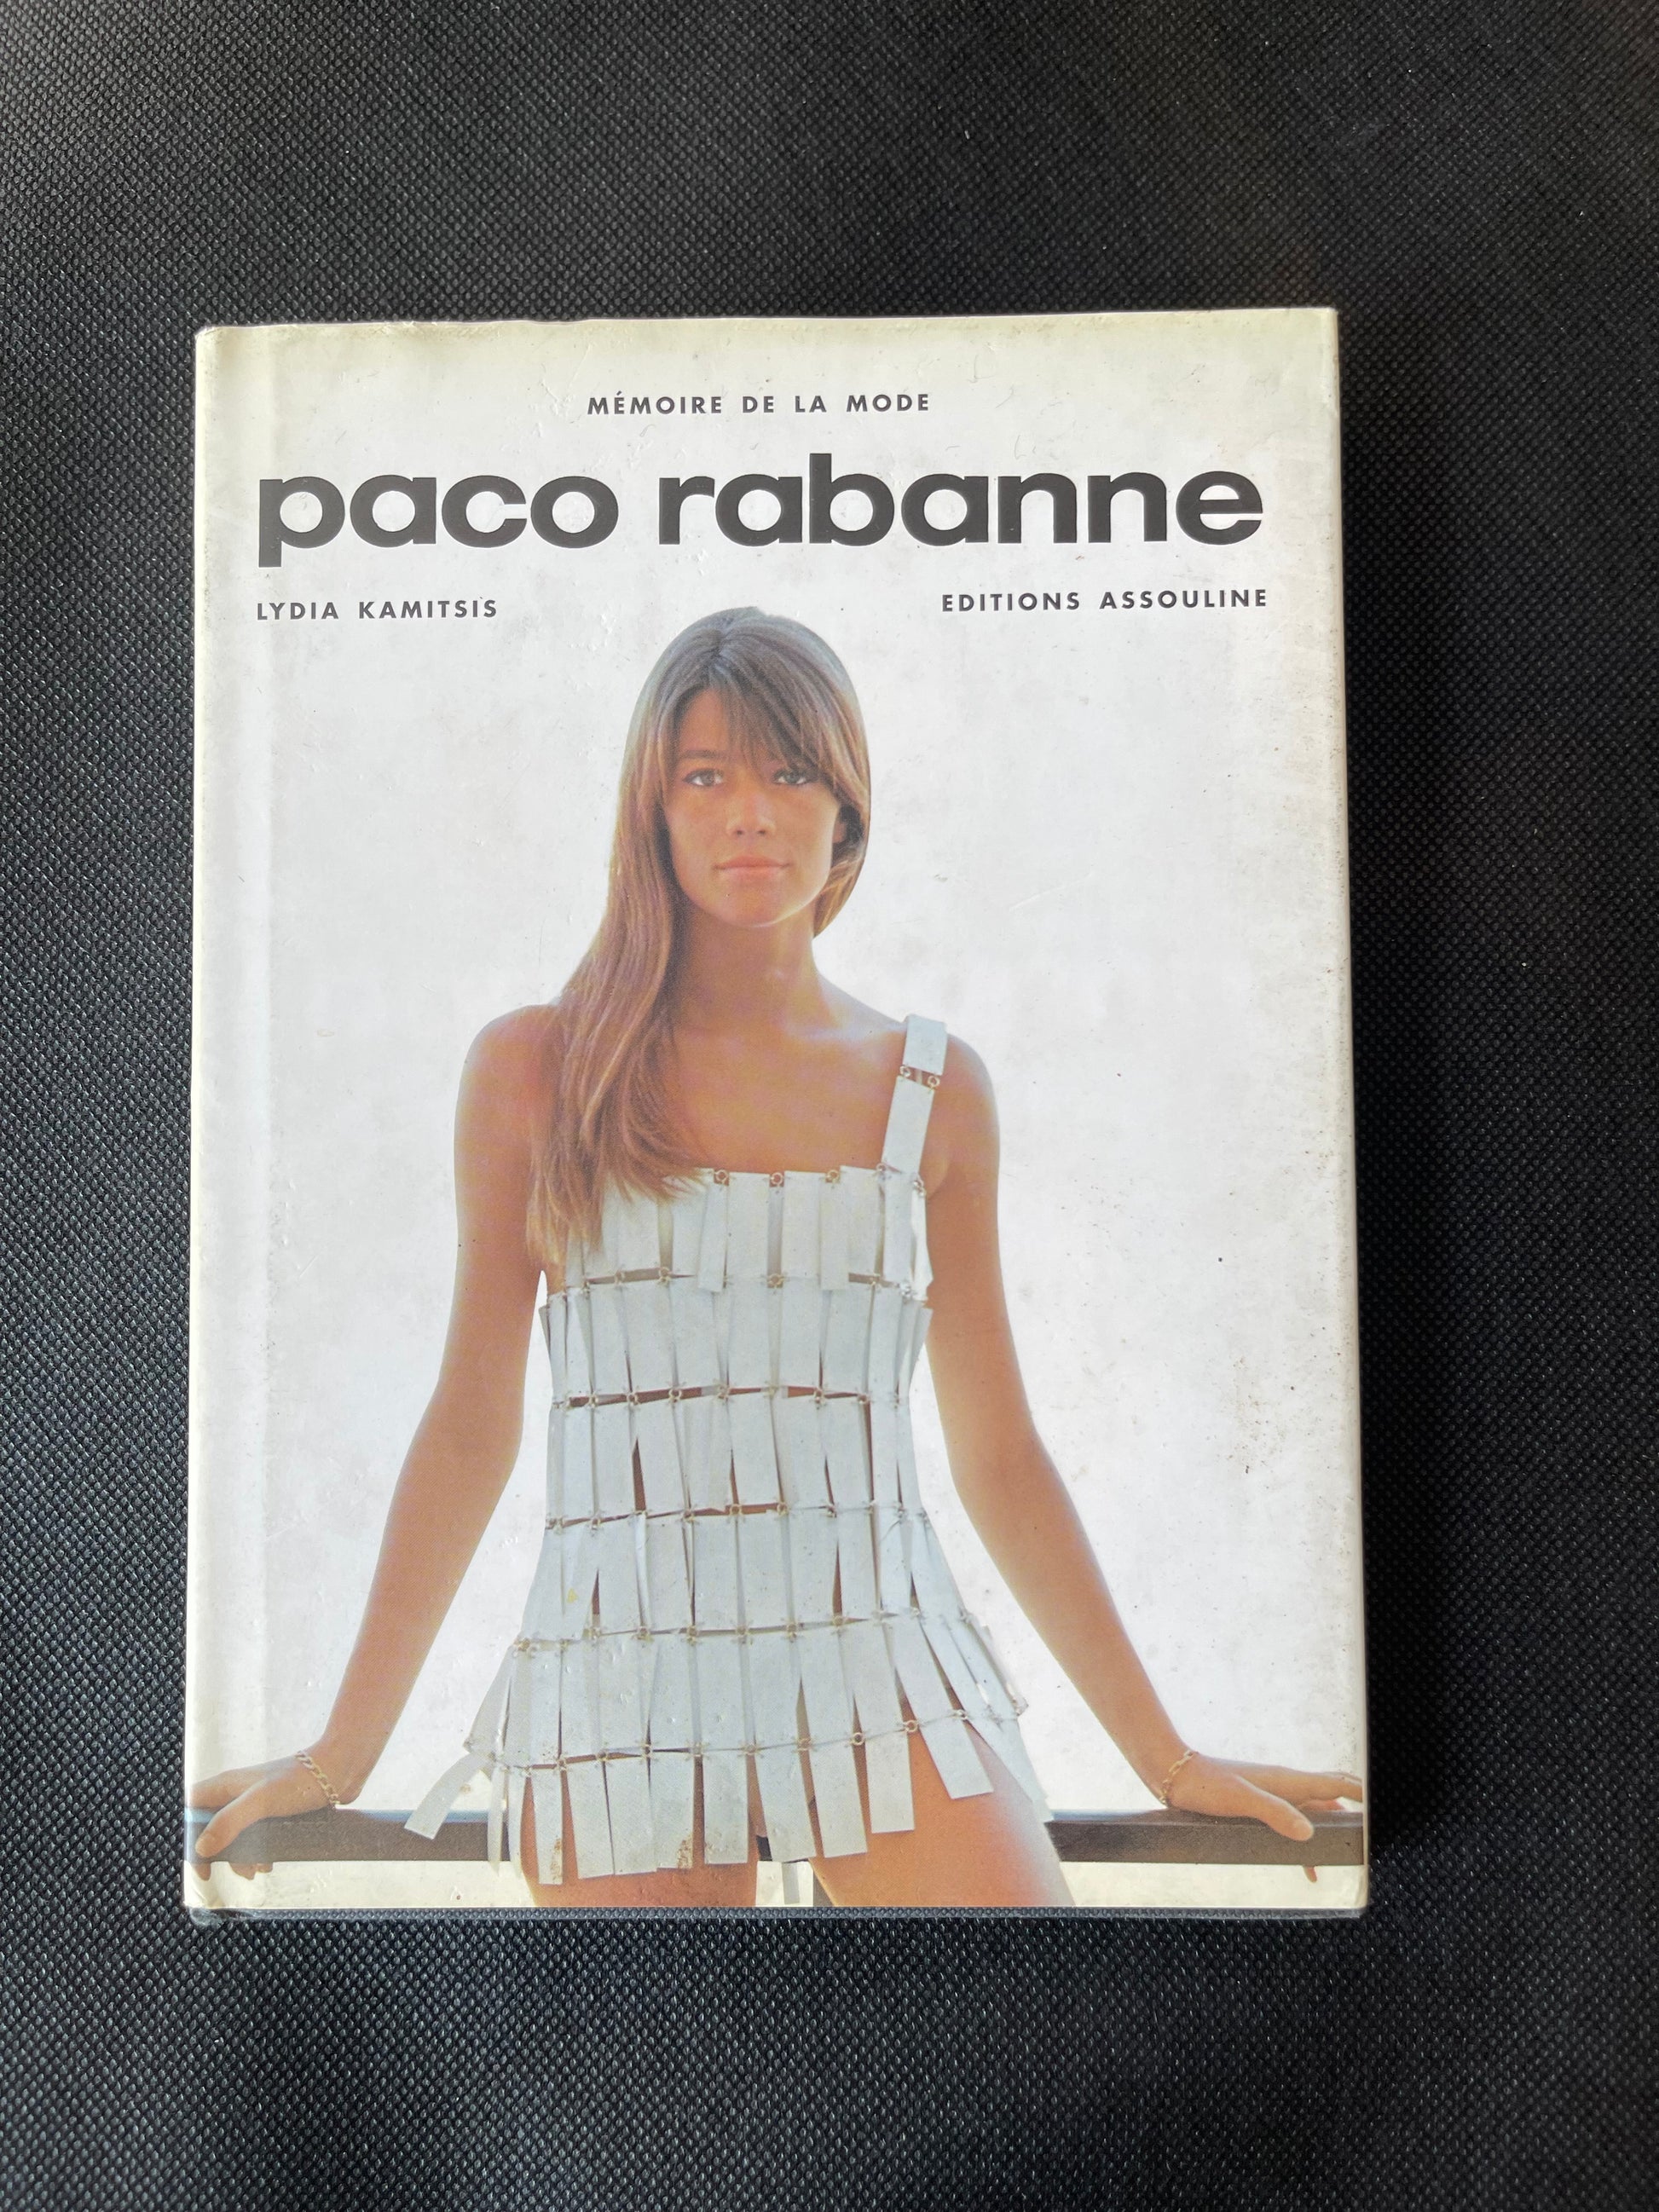 MÉMOIRE DE LA MODE
paco rabanne
LYDIA KAMITSIS EDITIONS ASSOULINE